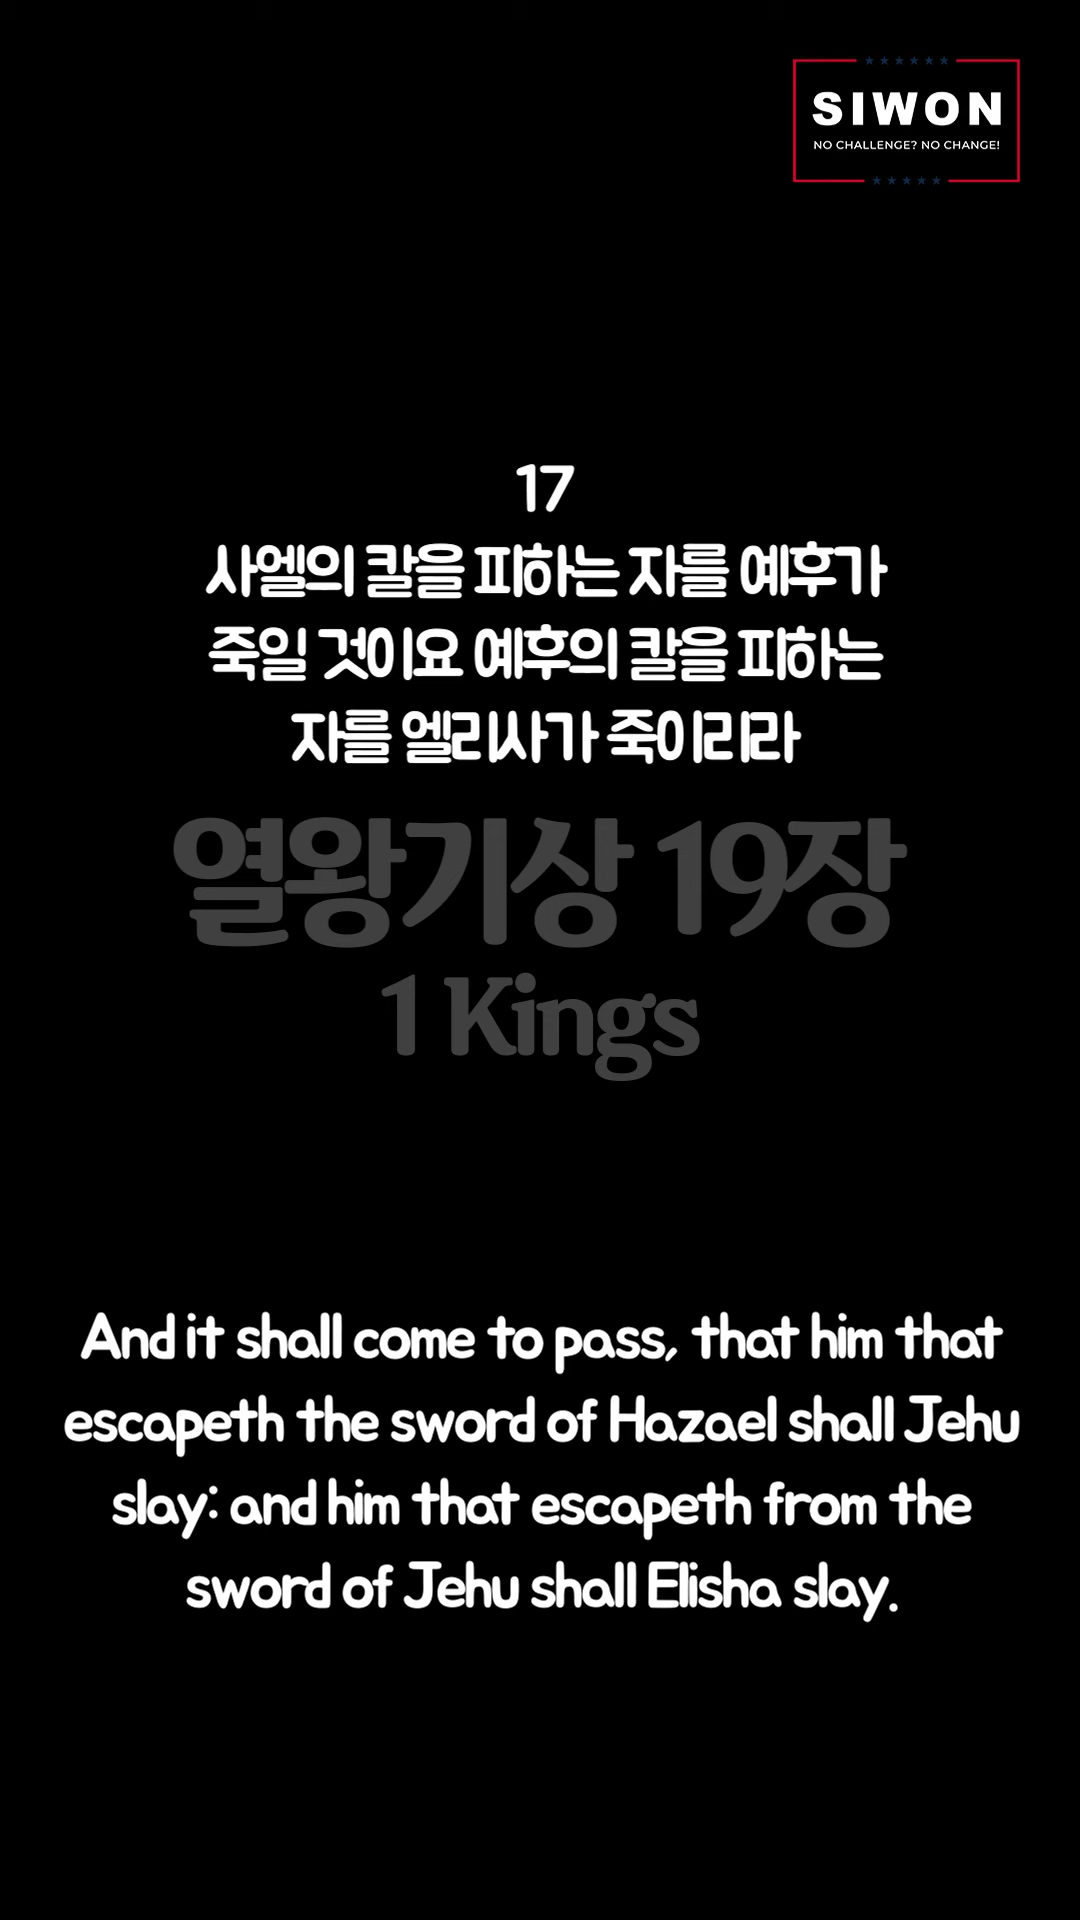 SIWON
NO CHALLENGE? NO CHANGE!
17
사엘의 칼을 피하는 자를 예후가
죽일 것이요 예후의 칼을 피하는
자를 엘리사가 죽이리라
열왕기상 19장
1 Kings
And it shall come to pass, that him that
escapeth the sword of Hazael shall Jehu
slay: and him that escapeth from the
sword of Jehu shall Elisha slay.